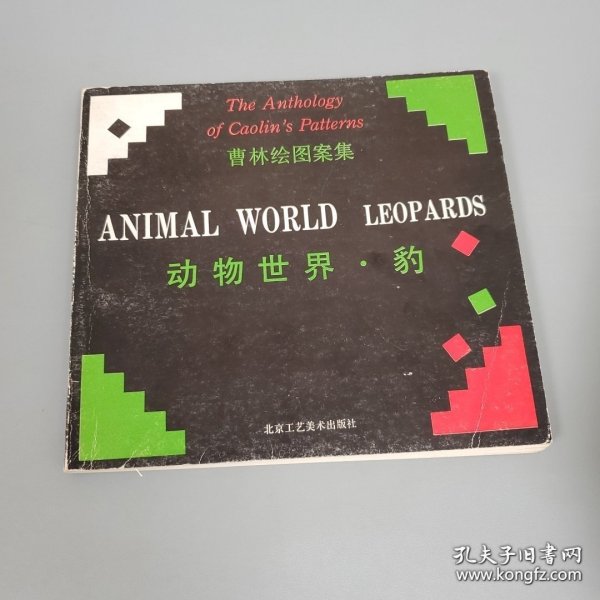 The Anthology
of Caolin's Patterns
曹林绘图案集
ANIMAL WORLD LEOPARDS
动物世界·豹
北京工艺美术出版社
孔夫子旧书网
www.kongfz.com